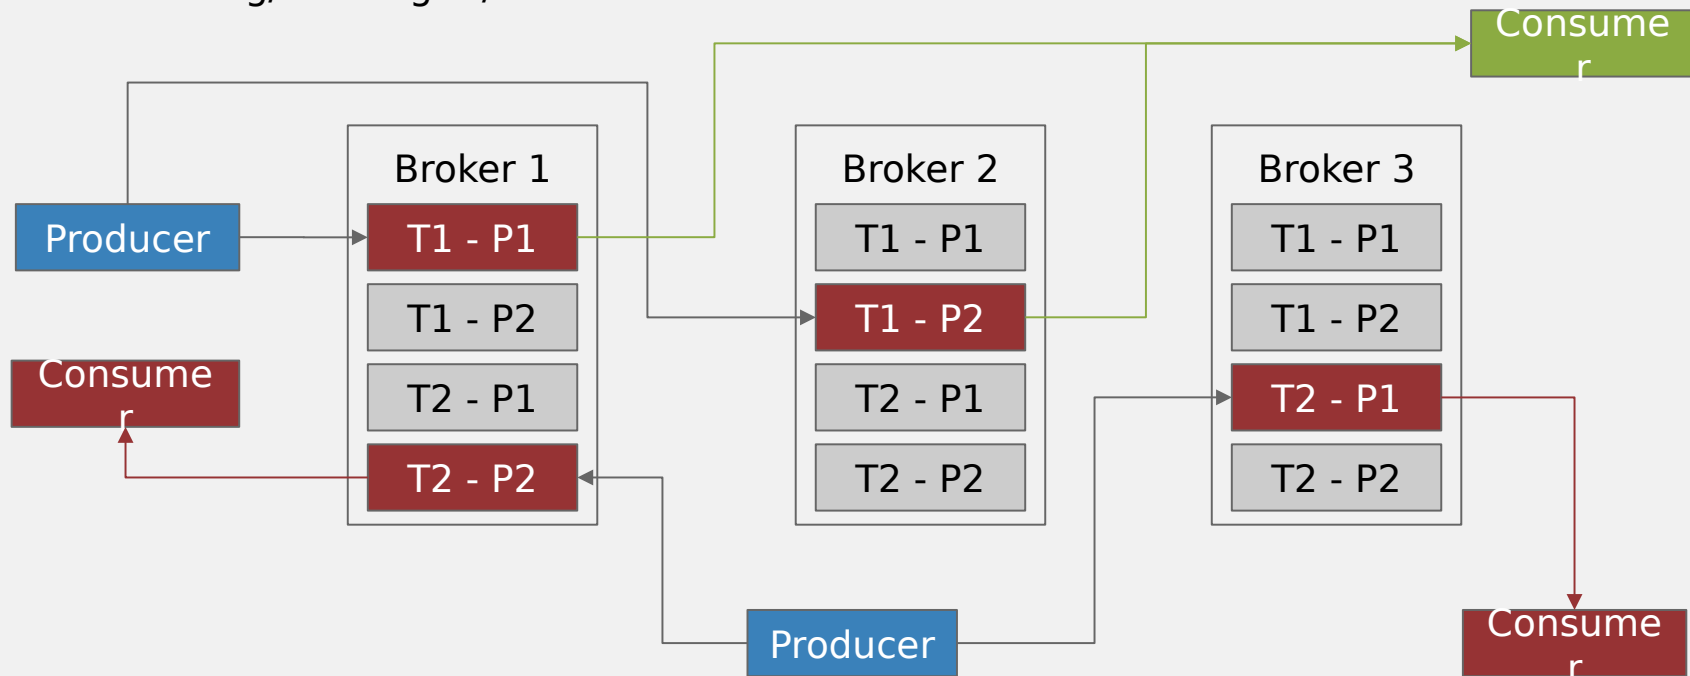 Consume
r
Broker 1
Broker 2
Broker 3
Producer
T1 - P1
T1 - P1
T1 - P1
T1 - P2
T1 - P2
T1 - P2
Consume
r
T2 - P1
T2 - P1
T2 - P1
T2 - P2
T2 - P2
T2 - P2
Producer
Consume
r